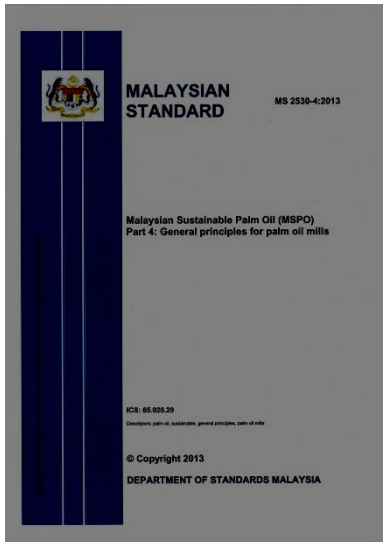 MALAYSIAN
STANDARD
MS 2530-4:2013
Malaysian Sustainable Palm Oil (MSPO)
Part 4: General principles for palm oil mills
ICS: 65.020.20
Descriptors: palm oil, sustainable, general principles, palm oil mills
© Copyright 2013
DEPARTMENT OF STANDARDS MALAYSIA